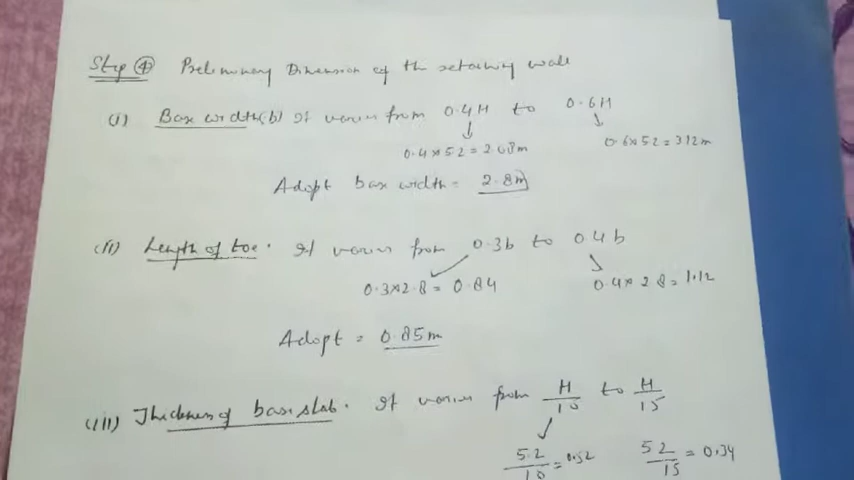 Step ④ Preliminary Dimension of the retaining wall
(i) Base width(b) It varies from 0.4H to 0.6H
0.4×5.2 = 2.08m 0.6×5.2 = 3.12m
Adopt base width = 2.8m
(ii) Length of toe. It varies from 0.3b to 0.4b
0.3×2.8 = 0.84 0.4×2.8 = 1.12
Adopt = 0.85m
(iii) Thickness of base slab. It varies from H/10 to H/15
5.2/10 = 0.52 5.2/15 = 0.34